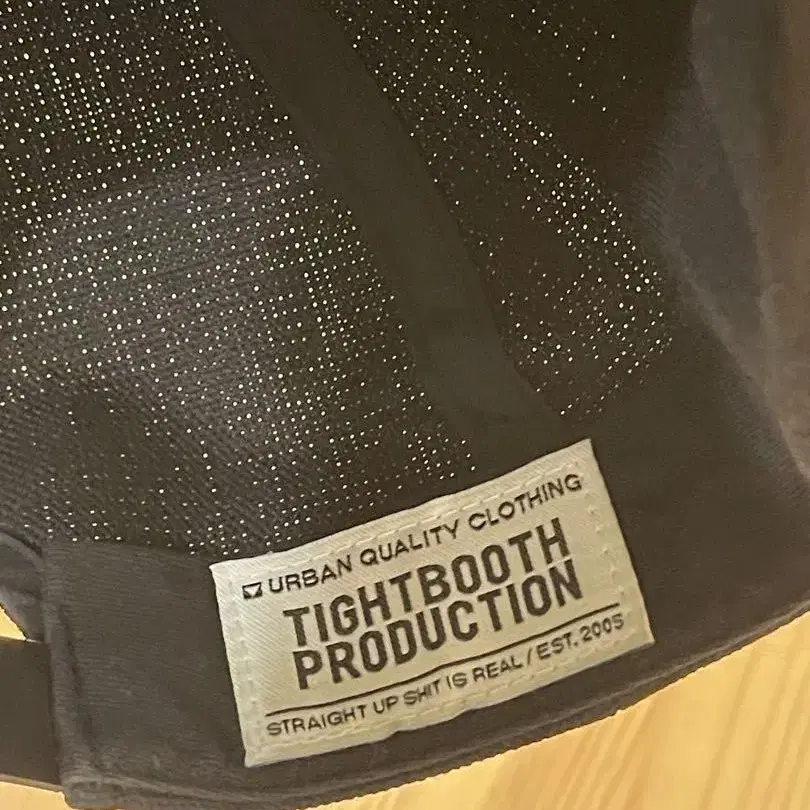 URBAN QUALITY CLOTHING
TIGHTBOOTH
PRODUCTION
STRAIGHT UP SHIT IS REAL / EST. 2005